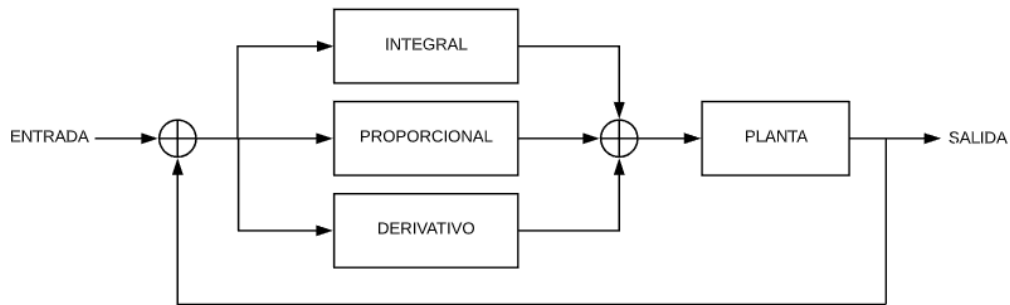 INTEGRAL
ENTRADA
PROPORCIONAL
PLANTA
SALIDA
DERIVATIVO